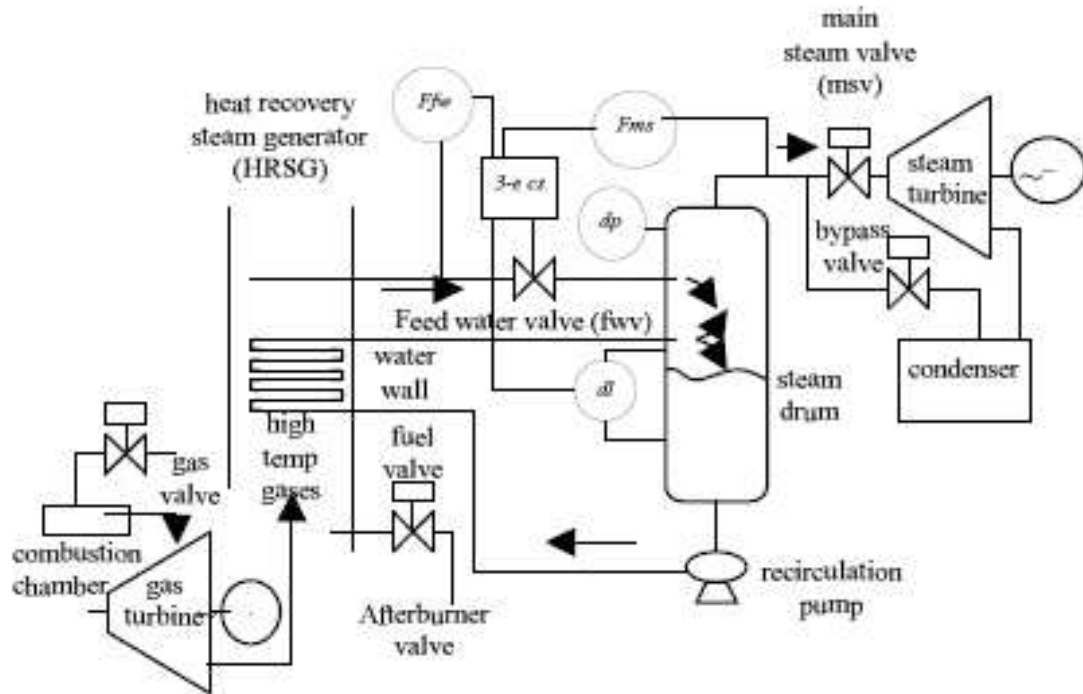 main
steam valve
(msv)
heat recovery
steam generator
(HRSG)
Ffw
Fms
3-e cs
steam
turbine
dp
bypass
valve
Feed water valve (fwv)
water
wall
dl
steam
drum
condenser
high
temp
gases
fuel
valve
gas
valve
combustion
chamber
gas
turbine
Afterburner
valve
recirculation
pump